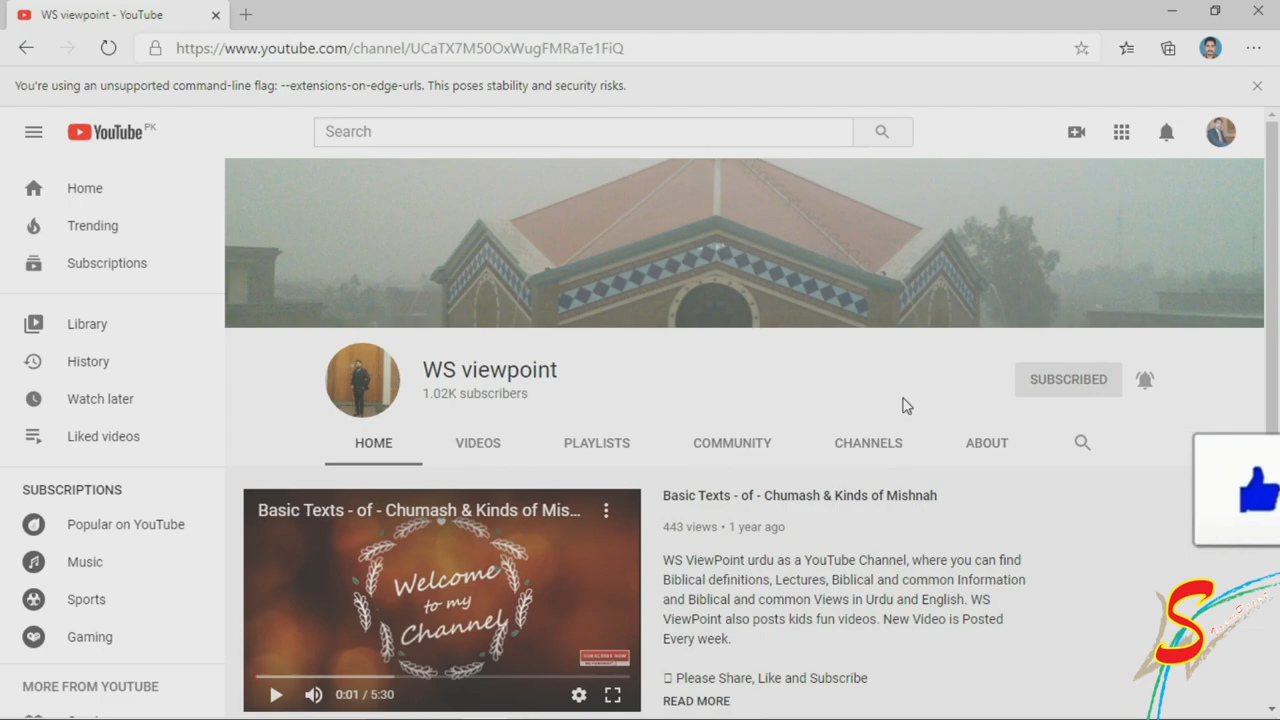 WS viewpoint - YouTube
https://www.youtube.com/channel/UCaTX7M50OxWugFMRaTe1FiQ
You're using an unsupported command-line flag: --extensions-on-edge-urls. This poses stability and security risks.
YouTube PK
Search
Home
Trending
Subscriptions
Library
History
Watch later
Liked videos
SUBSCRIPTIONS
Popular on YouTube
Music
Sports
Gaming
MORE FROM YOUTUBE
WS viewpoint
1.02K subscribers
SUBSCRIBED
HOME VIDEOS PLAYLISTS COMMUNITY CHANNELS ABOUT
Basic Texts - of - Chumash & Kinds of Mis...
Welcome
to my
Channel
SUBSCRIBE NOW
0:01 / 5:30
Basic Texts - of - Chumash & Kinds of Mishnah
443 views • 1 year ago
WS ViewPoint urdu as a YouTube Channel, where you can find
Biblical definitions, Lectures, Biblical and common Information
and Biblical and common Views in Urdu and English. WS
ViewPoint also posts kids fun videos. New Video is Posted
Every week.
Please Share, Like and Subscribe
READ MORE
S